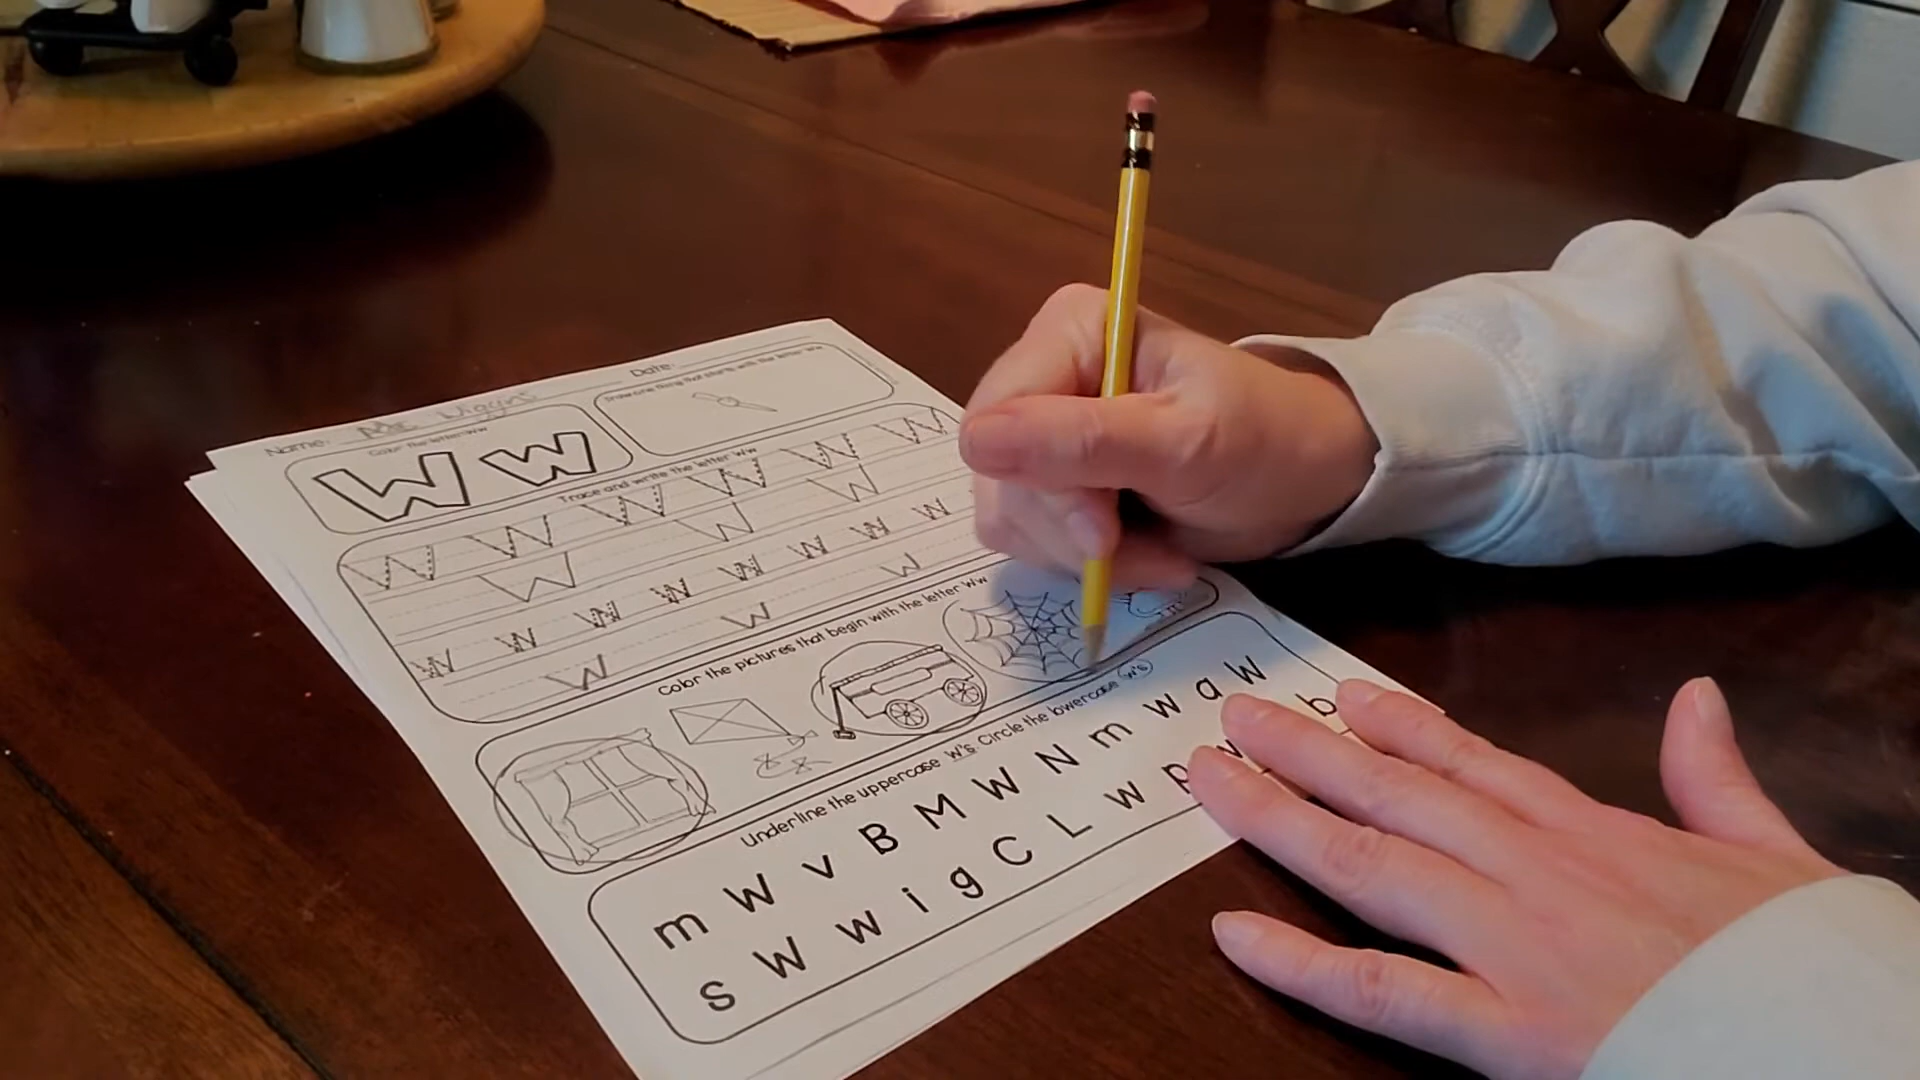 Name: Wiggns Date:
Color the letter Ww
Draw one thing that starts with the letter Ww
W w
Trace and write the letter Ww
W W W W W W
W W W
w w w w w w w w
w w w
Color the pictures that begin with the letter Ww
Underline the uppercase W's. Circle the lowercase w's
m W v B M W N m w a W
s W w i g C L w p w b